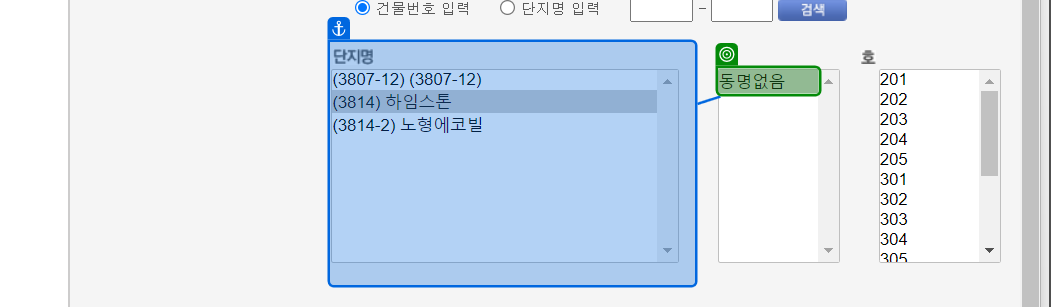 건물번호 입력 단지명 입력 - 검색
단지명
(3807-12) (3807-12)
(3814) 하임스톤
(3814-2) 노형에코빌
동명없음
호
201
202
203
204
205
301
302
303
304
305